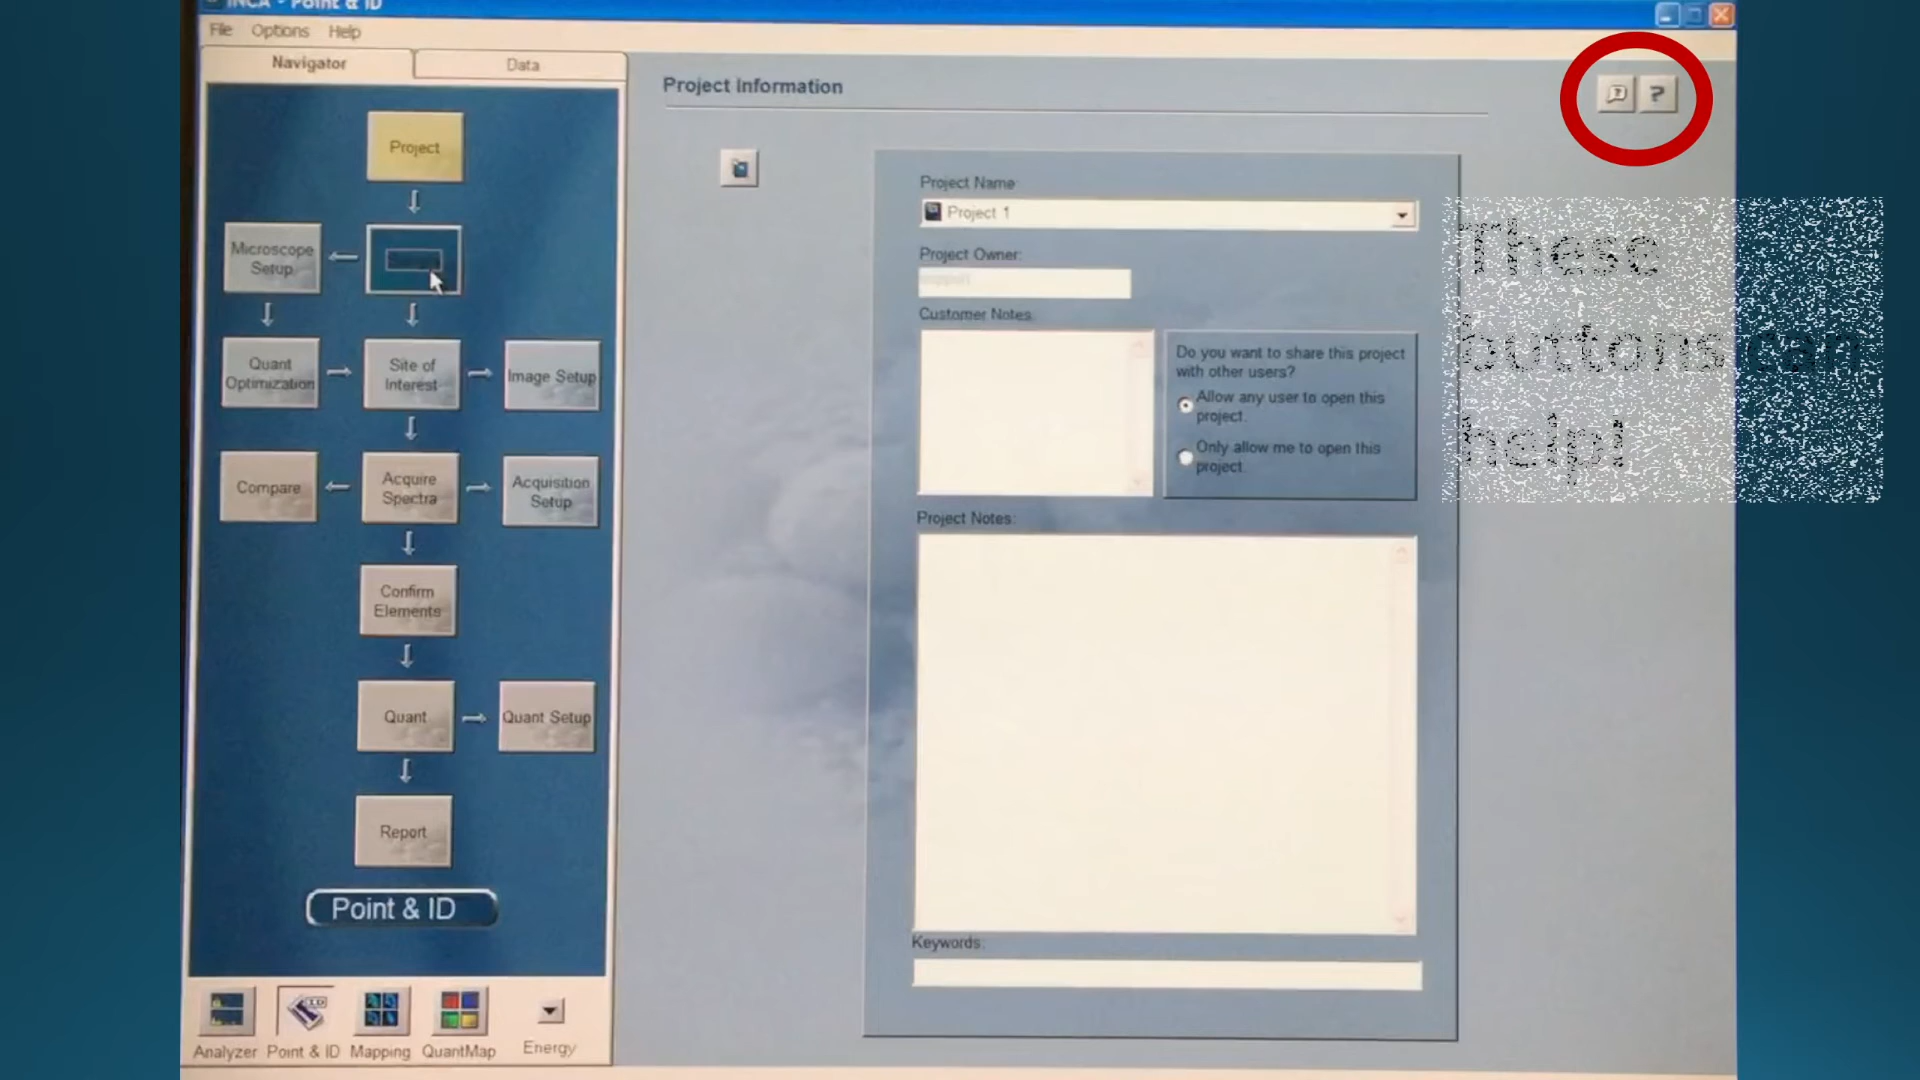 INCA - Point & ID
File Options Help
Navigator
Data
Project Information
Project
Microscope
Setup
Quant
Optimization
Site of
Interest
Image Setup
Compare
Acquire
Spectra
Acquisition
Setup
Confirm
Elements
Quant
Quant Setup
Report
Point & ID
Analyzer
Point & ID
Mapping
QuantMap
Energy
Project Name
Project 1
Project Owner:
support
Customer Notes:
Do you want to share this project
with other users?
Allow any user to open this
project.
Only allow me to open this
project.
Project Notes:
Keywords:
?
?
These
buttons can
help!